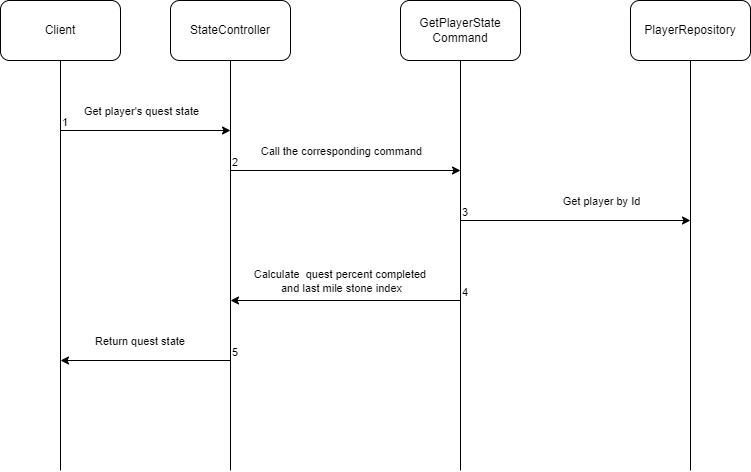 Client
StateController
GetPlayerState
Command
PlayerRepository
Get player's quest state
1
Call the corresponding command
2
Get player by Id
3
Calculate  quest percent completed
and last mile stone index
4
Return quest state
5